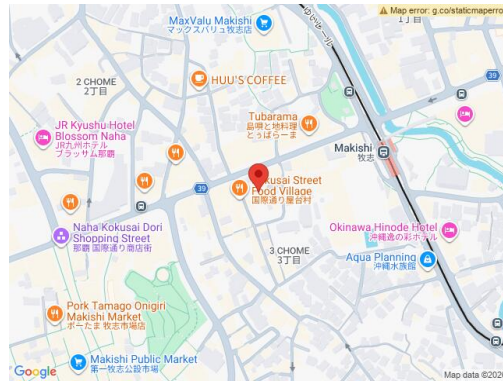 ⚠ Map error: g.co/staticmaperro
MaxValu Makishi
マックスバリュ牧志店
1丁目
2 CHOME
2丁目
HUU'S COFFEE
39
JR Kyushu Hotel
Blossom Naha
JR九州ホテル
ブラッサム那覇
Tubarama
島唄と地料理
とぅばらーま
Makishi
牧志
39
Kusai Street
Food Village
国際通り屋台村
Naha Kokusai Dori
Shopping Street
那覇 国際通り商店街
Okinawa Hinode Hotel
沖縄逸の彩ホテル
3 CHOME
3丁目
Aqua Planning
沖縄水族館
Pork Tamago Onigiri
Makishi Market
ポーたま 牧志市場店
Makishi Public Market
第一牧志公設市場
Google
Map data ©202